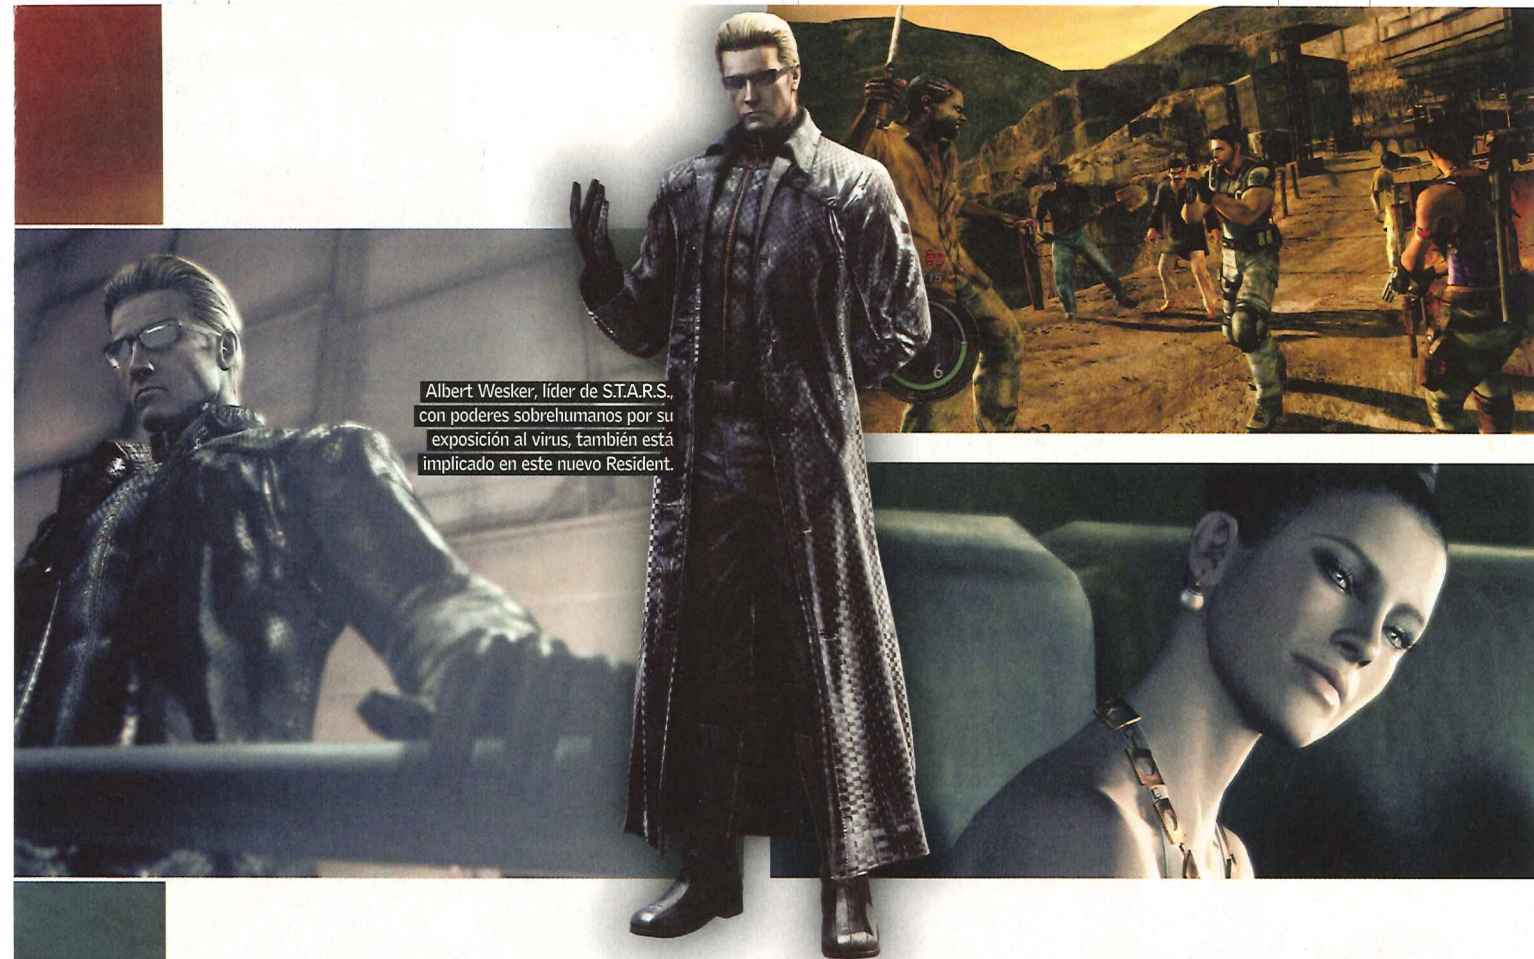 Albert Wesker, líder de S.T.A.R.S.,
con poderes sobrehumanos por su
exposición al virus, también está
implicado en este nuevo Resident.
6